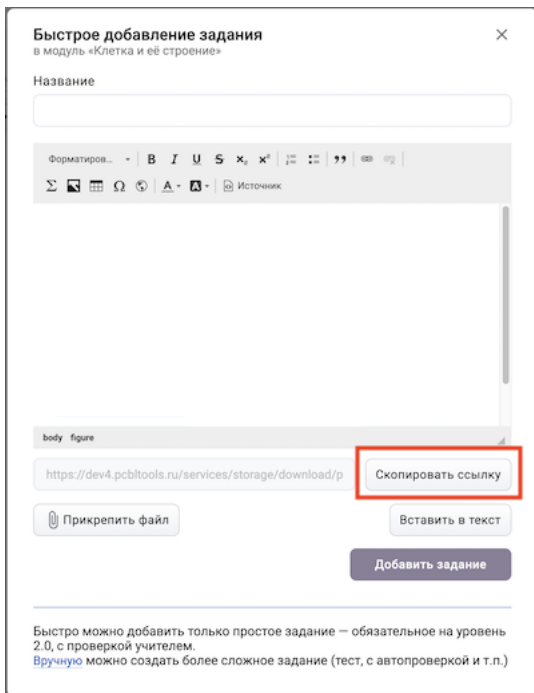 Быстрое добавление задания
в модуль «Клетка и её строение»
Название
Форматиров...
B I U S x₂ x²
Σ Ω A A Источник
body figure
https://dev4.pcbltools.ru/services/storage/download/p
Скопировать ссылку
Прикрепить файл
Вставить в текст
Добавить задание
Быстро можно добавить только простое задание — обязательное на уровень
2.0, с проверкой учителем.
Вручную можно создать более сложное задание (тест, с автопроверкой и т.п.)